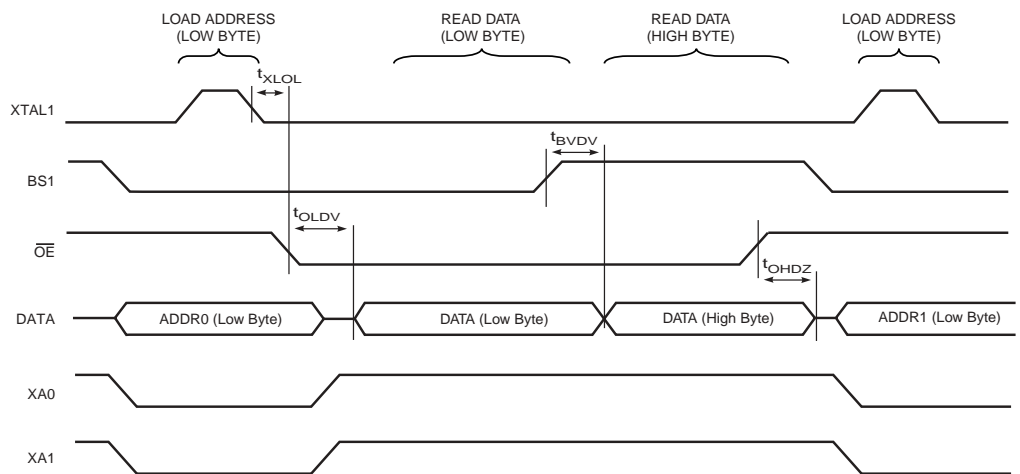 LOAD ADDRESS
(LOW BYTE)
READ DATA
(LOW BYTE)
READ DATA
(HIGH BYTE)
LOAD ADDRESS
(LOW BYTE)
tXLOL
XTAL1
tBVDV
BS1
tOLDV
OE
tOHDZ
DATA
ADDR0 (Low Byte)
DATA (Low Byte)
DATA (High Byte)
ADDR1 (Low Byte)
XA0
XA1